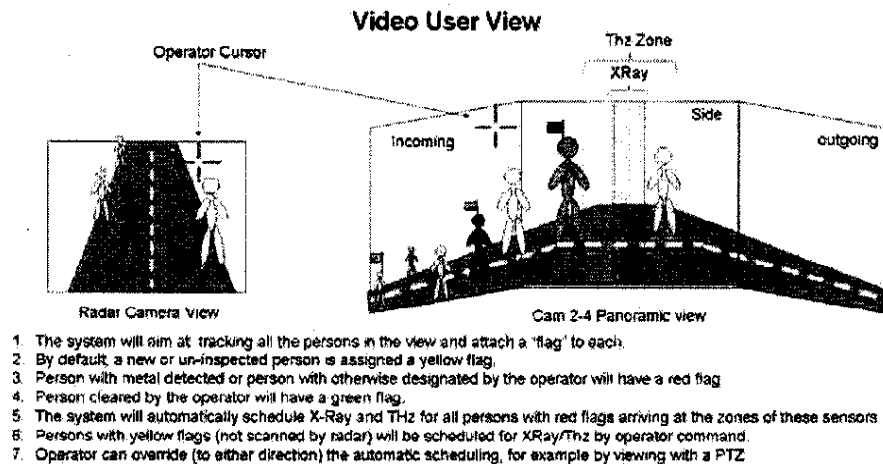 Video User View
Thz Zone
Operator Cursor
XRay
Side
Incoming
outgoing
Radar Camera View
Cam 2-4 Panoramic view
1. The system will aim at tracking all the persons in the view and attach a "flag" to each.
2. By default, a new or un-inspected person is assigned a yellow flag.
3. Person with metal detected or person with otherwise designated by the operator will have a red flag
4. Person cleared by the operator will have a green flag.
5. The system will automatically schedule X-Ray and THz for all persons with red flags arriving at the zones of these sensors
6. Persons with yellow flags (not scanned by radar) will be scheduled for XRay/Thz by operator command.
7. Operator can override (to either direction) the automatic scheduling, for example by viewing with a PTZ